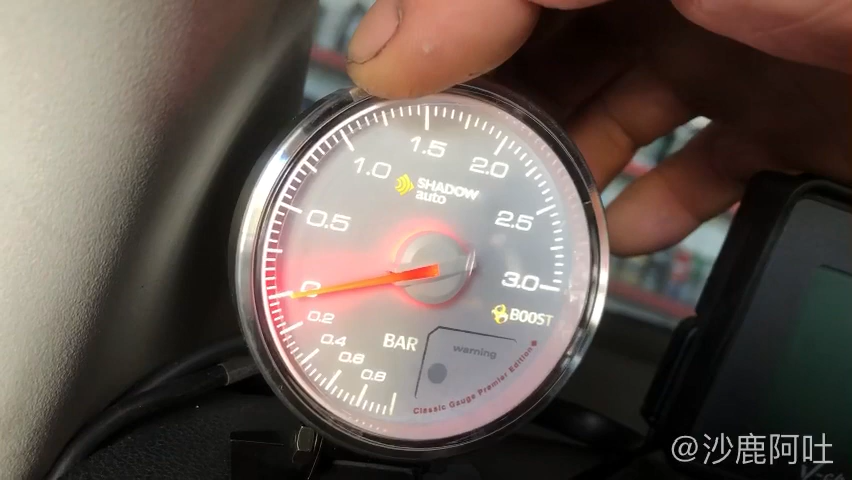 1.5
2.0
1.0
SHADOW
auto
0.5
2.5
3.0
0
0.2
BOOST
0.4
BAR
0.6
0.8
warning
Classic Gauge Premier Edition
@沙鹿阿吐